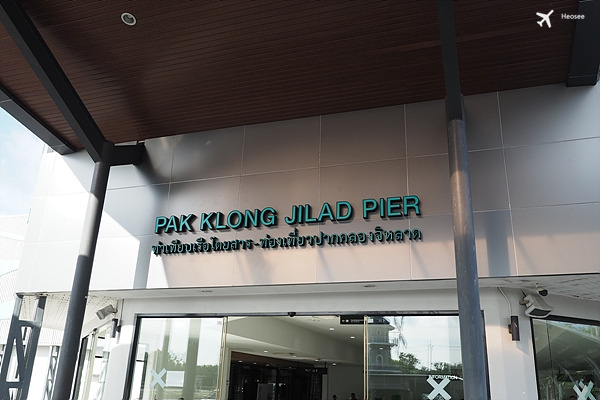 Heosee
PAK KLONG JILAD PIER
ท่าเทียบเรือโดยสาร-ท่องเที่ยวปากคลองจิหลาด
INFORMATION